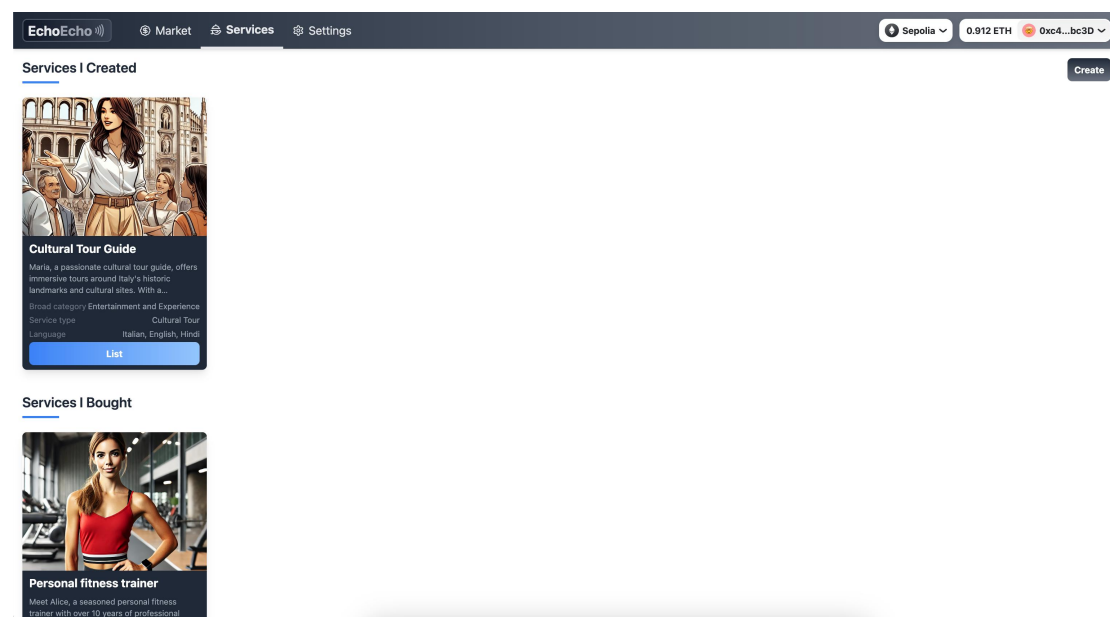 EchoEcho
Market
Services
Settings
Sepolia
0.912 ETH
0xc4...bc3D
Services I Created
Create
Cultural Tour Guide
Maria, a passionate cultural tour guide, offers
immersive tours around Italy's historic
landmarks and cultural sites. With a...
Broad category Entertainment and Experience
Service type Cultural Tour
Language Italian, English, Hindi
List
Services I Bought
Personal fitness trainer
Meet Alice, a seasoned personal fitness
trainer with over 10 years of professional